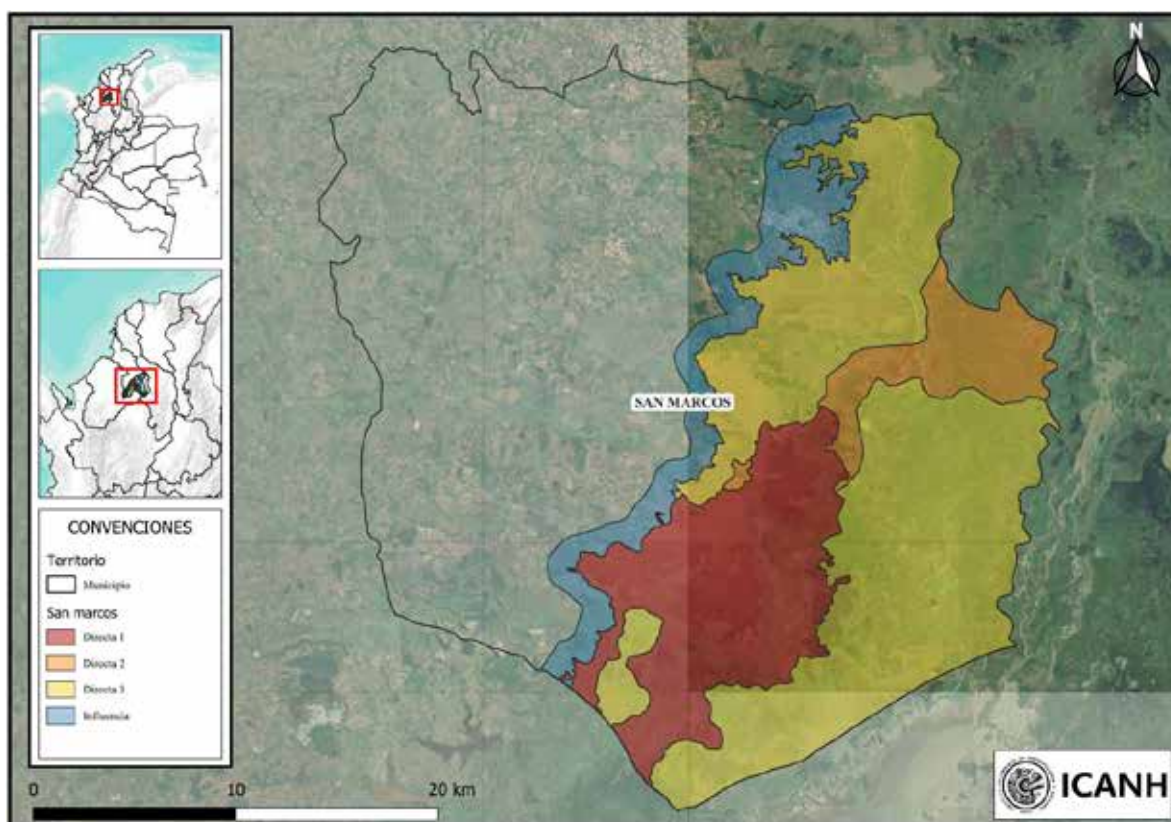 N
SAN MARCOS
CONVENCIONES
Territorio
Municipio
San marcos
Directa 1
Directa 2
Directa 3
Influencia
0 10 20 km
ICANH